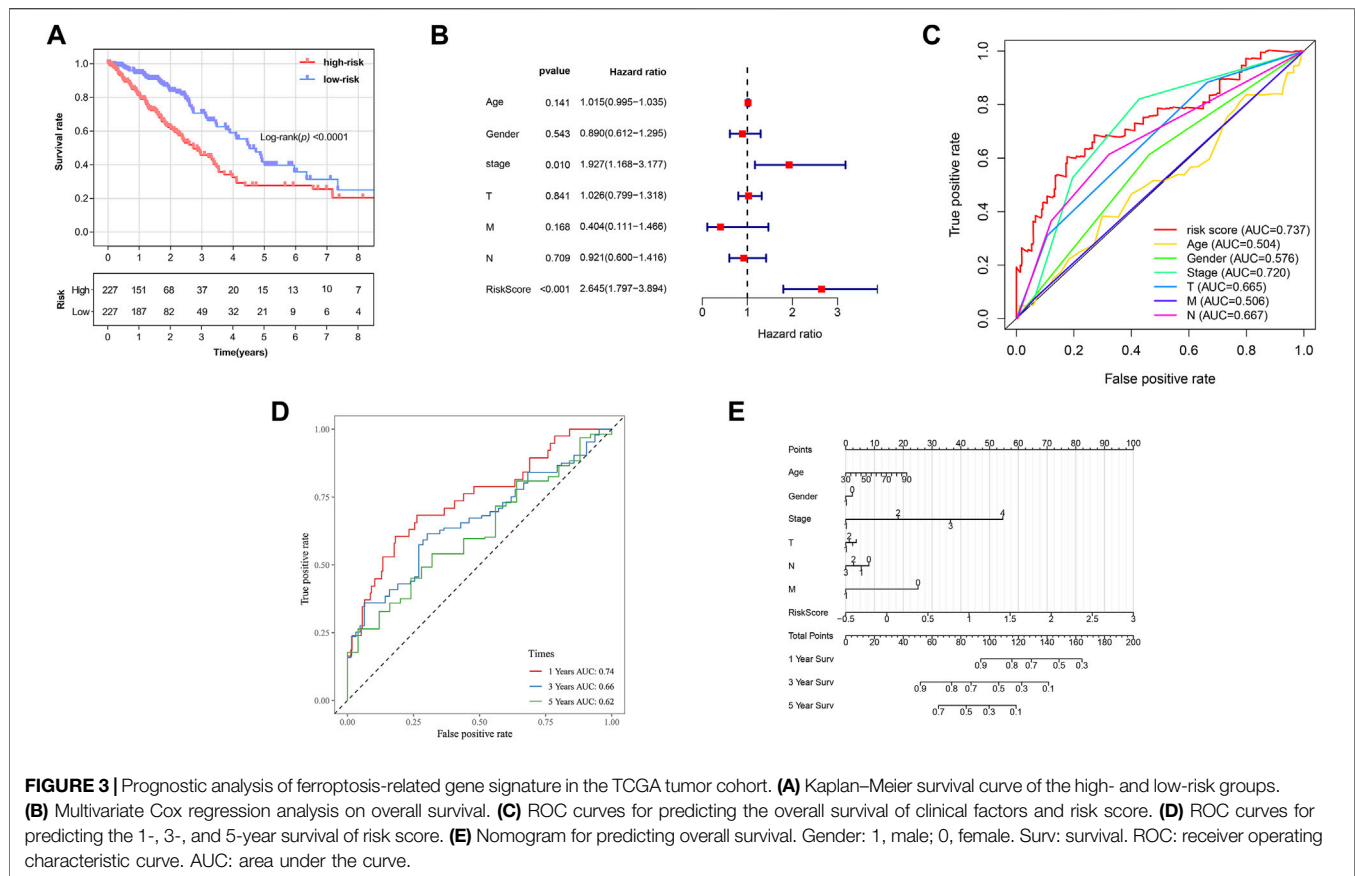 A
high-risk
low-risk
Log-rank(p) <0.0001
Survival rate
1.0
0.8
0.6
0.4
0.2
0.0
0 1 2 3 4 5 6 7 8
Risk
High 227 151 68 37 20 15 13 10 7
Low 227 187 82 49 32 21 9 6 4
0 1 2 3 4 5 6 7 8
Time(years)
B
pvalue Hazard ratio
Age 0.141 1.015(0.995−1.035)
Gender 0.543 0.890(0.612−1.295)
stage 0.010 1.927(1.168−3.177)
T 0.841 1.026(0.799−1.318)
M 0.168 0.404(0.111−1.466)
N 0.709 0.921(0.600−1.416)
RiskScore <0.001 2.645(1.797−3.894)
0 1 2 3
Hazard ratio
C
True positive rate
1.0
0.8
0.6
0.4
0.2
0.0
risk score (AUC=0.737)
Age (AUC=0.504)
Gender (AUC=0.576)
Stage (AUC=0.720)
T (AUC=0.665)
M (AUC=0.506)
N (AUC=0.667)
0.0 0.2 0.4 0.6 0.8 1.0
False positive rate
D
True positive rate
1.00
0.75
0.50
0.25
0.00
Times
1 Years AUC: 0.74
3 Years AUC: 0.66
5 Years AUC: 0.62
0.00 0.25 0.50 0.75 1.00
False positive rate
E
Points 0 10 20 30 40 50 60 70 80 90 100
Age
30 50 70 90
Gender 0
1
Stage 2 4
1 3
T 2
1
N 2 0
3 1
M 0
1
RiskScore
−0.5 0 0.5 1 1.5 2 2.5 3
Total Points
0 20 40 60 80 100 120 140 160 180 200
1 Year Surv
0.9 0.8 0.7 0.5 0.3
3 Year Surv
0.9 0.8 0.7 0.5 0.3 0.1
5 Year Surv
0.7 0.5 0.3 0.1
FIGURE 3 | Prognostic analysis of ferroptosis-related gene signature in the TCGA tumor cohort. (A) Kaplan–Meier survival curve of the high- and low-risk groups.
(B) Multivariate Cox regression analysis on overall survival. (C) ROC curves for predicting the overall survival of clinical factors and risk score. (D) ROC curves for
predicting the 1-, 3-, and 5-year survival of risk score. (E) Nomogram for predicting overall survival. Gender: 1, male; 0, female. Surv: survival. ROC: receiver operating
characteristic curve. AUC: area under the curve.